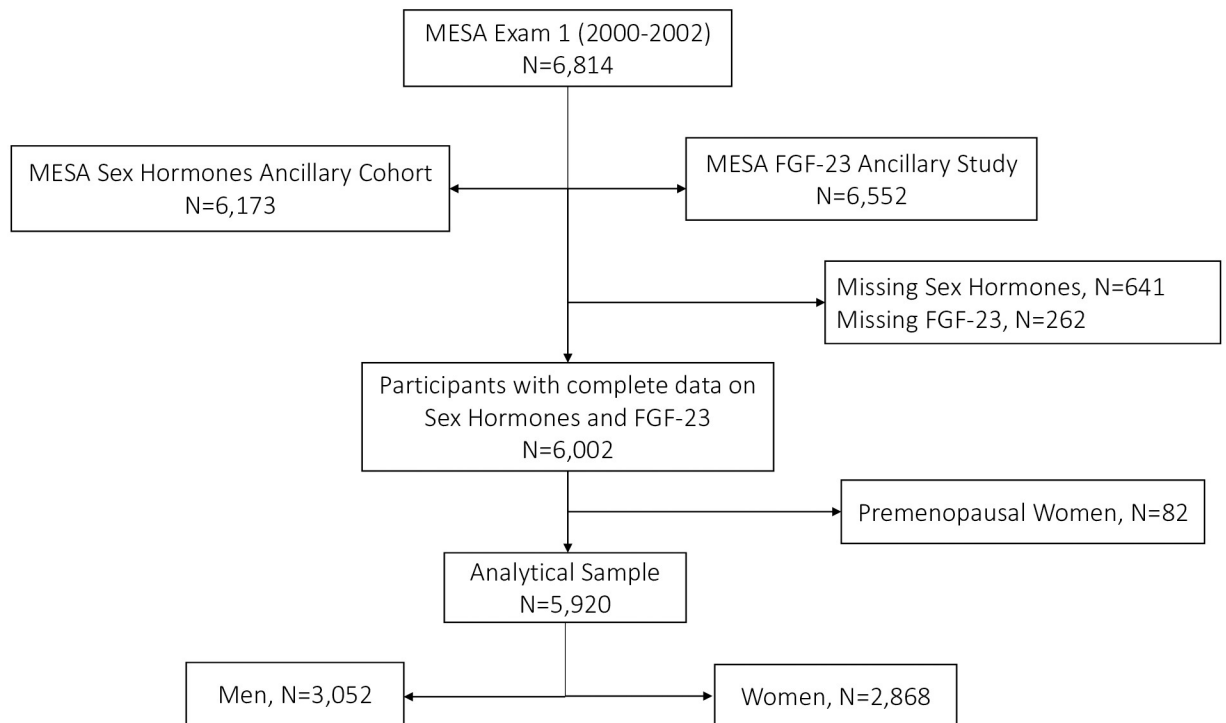 MESA Exam 1 (2000-2002)
N=6,814
MESA Sex Hormones Ancillary Cohort
N=6,173
MESA FGF-23 Ancillary Study
N=6,552
Missing Sex Hormones, N=641
Missing FGF-23, N=262
Participants with complete data on
Sex Hormones and FGF-23
N=6,002
Premenopausal Women, N=82
Analytical Sample
N=5,920
Men, N=3,052
Women, N=2,868